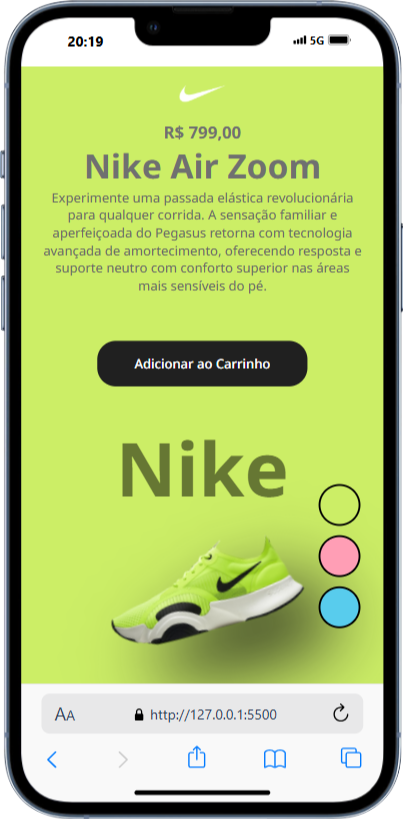 20:19
5G
R$ 799,00
Nike Air Zoom
Experimente uma passada elástica revolucionária
para qualquer corrida. A sensação familiar e
aperfeiçoada do Pegasus retorna com tecnologia
avançada de amortecimento, oferecendo resposta e
suporte neutro com conforto superior nas áreas
mais sensíveis do pé.
Adicionar ao Carrinho
Nike
AA http://127.0.0.1:5500